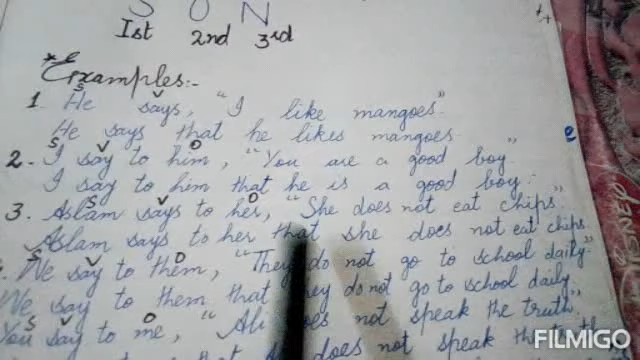 S O N
Ist 2nd 3rd
*Examples:-
S V
1. He says, "I like mangoes".
He says that he likes mangoes
S V O
2. I say to him, "You are a good boy."
I say to him that he is a good boy.
S V O
3. Aslam says to her, "She does not eat chips."
Aslam says to her that she does not eat chips.
S V O
4. We say to them, "They do not go to school daily."
We say to them that they do not go to school daily.
S V O
You say to me, "Ali does not speak the truth."
that does not speak the truth
FILMIGO